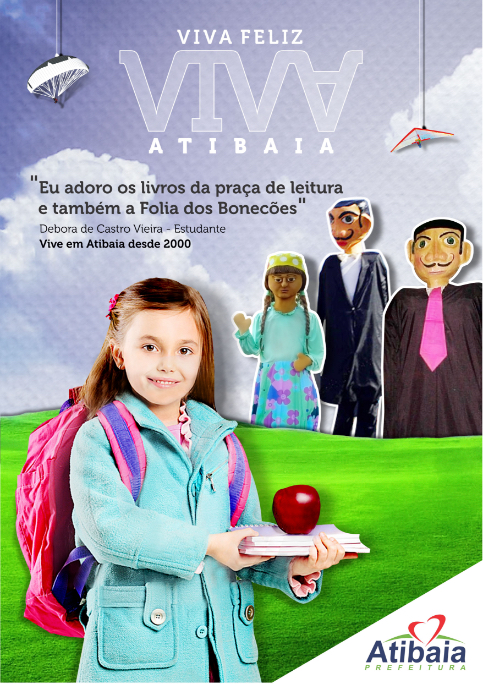 VIVA FELIZ
VIVA
ATIBAIA
"Eu adoro os livros da praça de leitura
e também a Folia dos Bonecões"
Debora de Castro Vieira - Estudante
Vive em Atibaia desde 2000
Atibaia
PREFEITURA